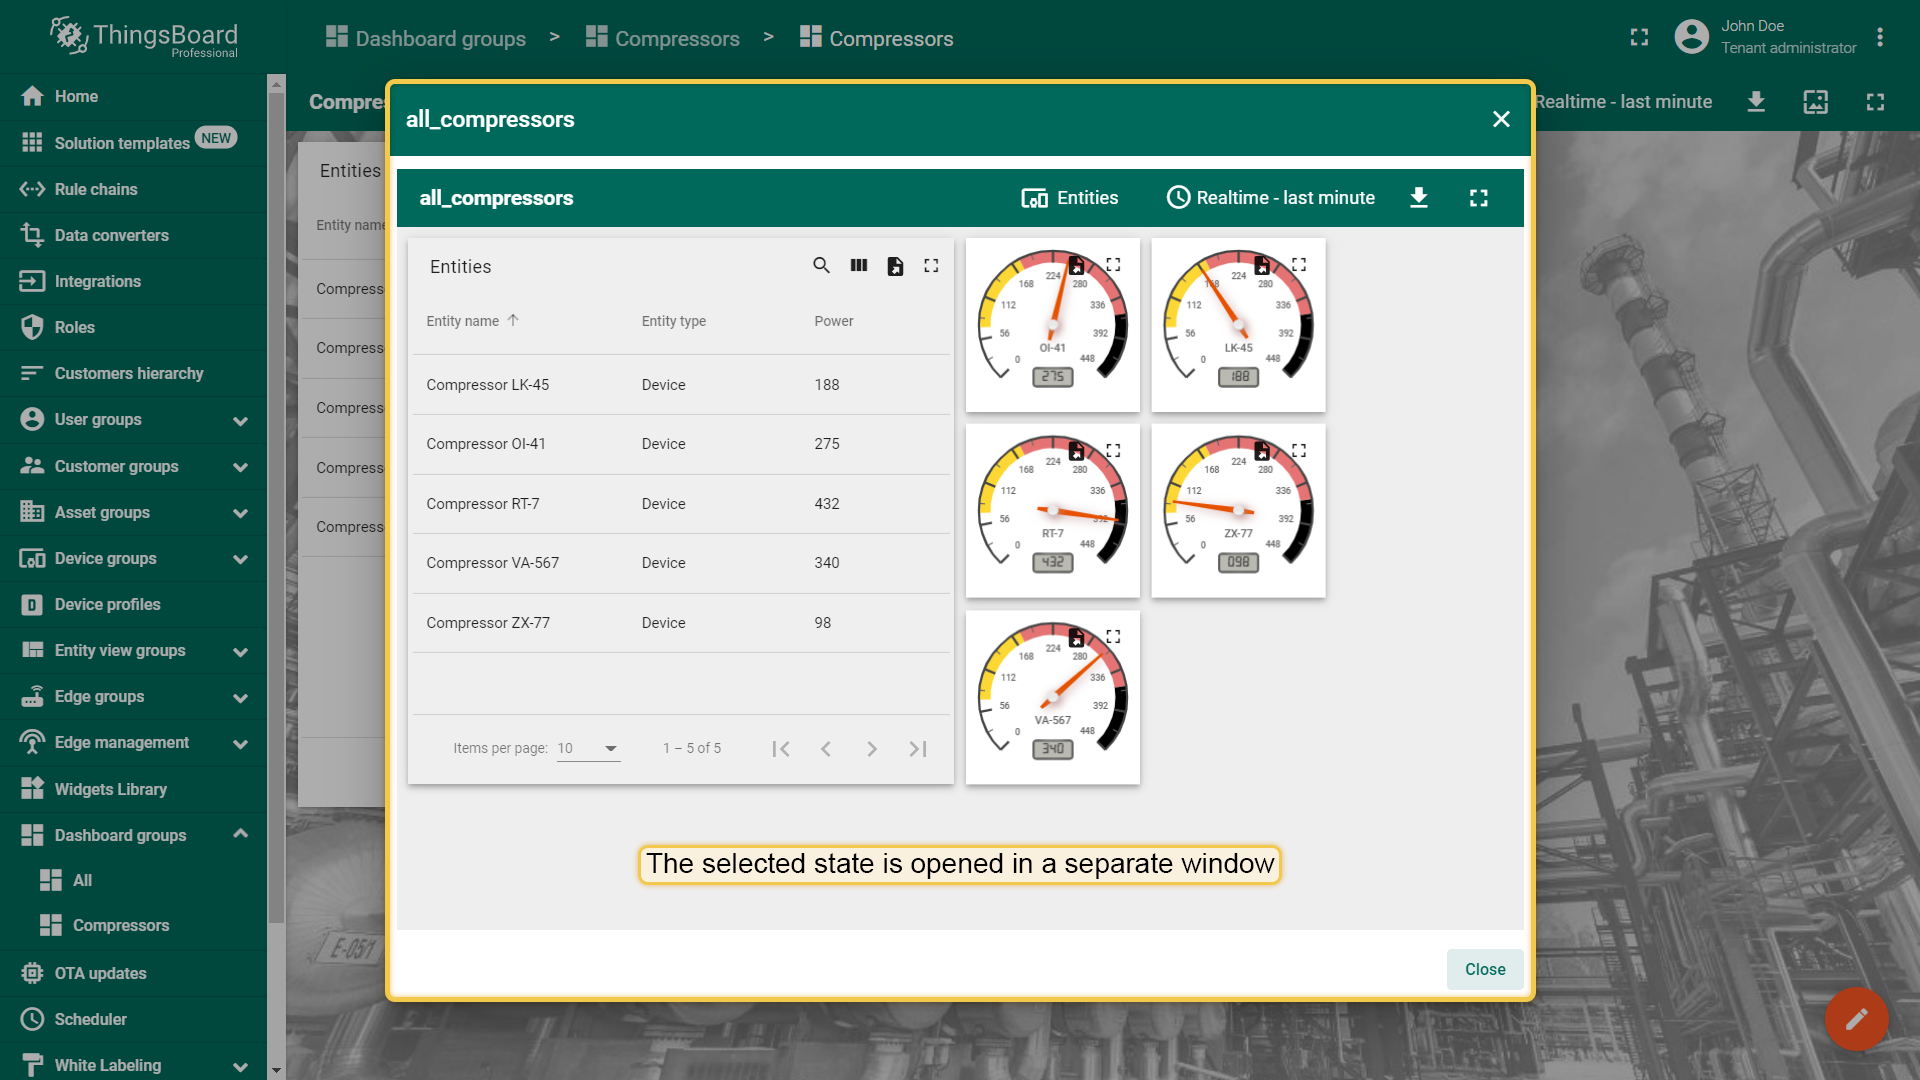 ThingsBoard
Professional
Dashboard groups > Compressors > Compressors
John Doe
Tenant administrator
Home
Solution templates NEW
Rule chains
Data converters
Integrations
Roles
Customers hierarchy
User groups
Customer groups
Asset groups
Device groups
Device profiles
Entity view groups
Edge groups
Edge management
Widgets Library
Dashboard groups
All
Compressors
OTA updates
Scheduler
White Labeling
Compres
Realtime - last minute
Entities
Entity name
Compress
Compress
Compress
Compress
Compress
E-05/1
all_compressors
all_compressors
Entities
Realtime - last minute
Entities
Entity name Entity type Power
Compressor LK-45 Device 188
Compressor OI-41 Device 275
Compressor RT-7 Device 432
Compressor VA-567 Device 340
Compressor ZX-77 Device 98
Items per page: 10 1 – 5 of 5
0 56 112 168 224 280 336 392 448
OI-41
275
0 56 112 168 224 280 336 392 448
LK-45
188
0 56 112 168 224 280 336 392 448
RT-7
432
0 56 112 168 224 280 336 392 448
ZX-77
098
0 56 112 168 224 280 336 392 448
VA-567
340
The selected state is opened in a separate window
Close